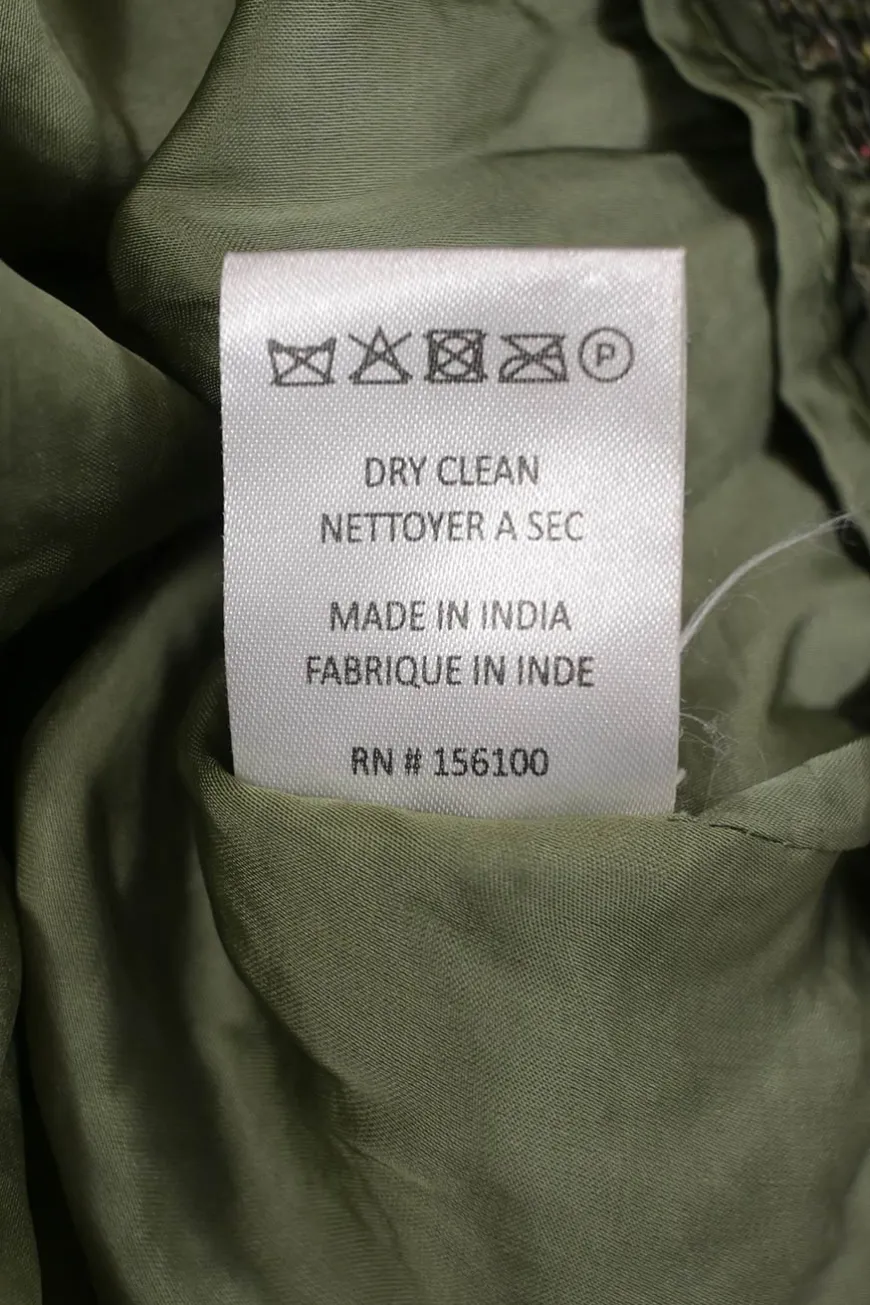 P
DRY CLEAN
NETTOYER A SEC
MADE IN INDIA
FABRIQUE IN INDE
RN # 156100